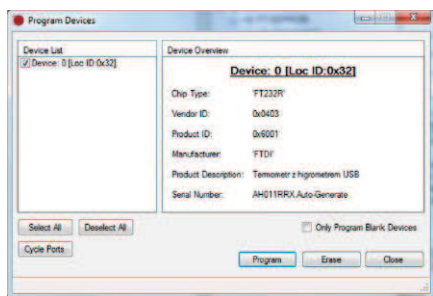 Program Devices
Device List
Device: 0 [Loc ID:0x32]
Device Overview
Device: 0 [Loc ID:0x32]
Chip Type: 'FT232R'
Vendor ID: 0x0403
Product ID: 0x6001
Manufacturer: 'FTDI'
Product Description: Termometr z higrometrem USB
Serial Number: AH011RRX Auto-Generate
Select All Deselect All
Only Program Blank Devices
Cycle Ports
Program Erase Close